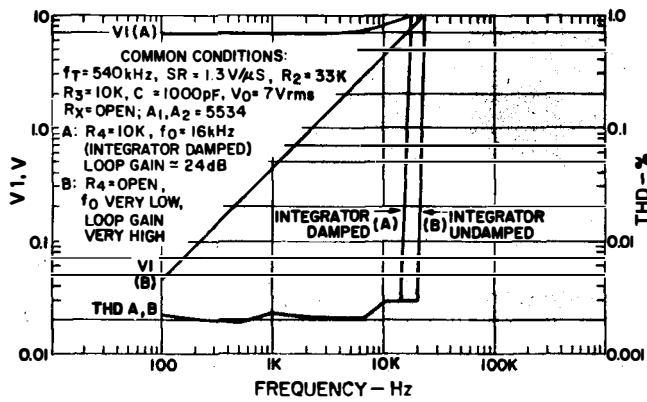 10
1.0
0.1
0.01
V1, V
1.0
0.1
0.01
0.001
THD-%
V1(A)
COMMON CONDITIONS:
fT=540kHz, SR=1.3V/µS, R2=33K
R3=10K, C=1000pF, VO=7Vrms
RX=OPEN; A1,A2=5534
A: R4=10K, fO=16kHz
(INTEGRATOR DAMPED)
LOOP GAIN ≃ 24dB
B: R4=OPEN,
fO VERY LOW,
LOOP GAIN
VERY HIGH
INTEGRATOR
DAMPED
(A)
(B)
INTEGRATOR
UNDAMPED
V1
(B)
THD A,B
100
1K
10K
100K
FREQUENCY-Hz